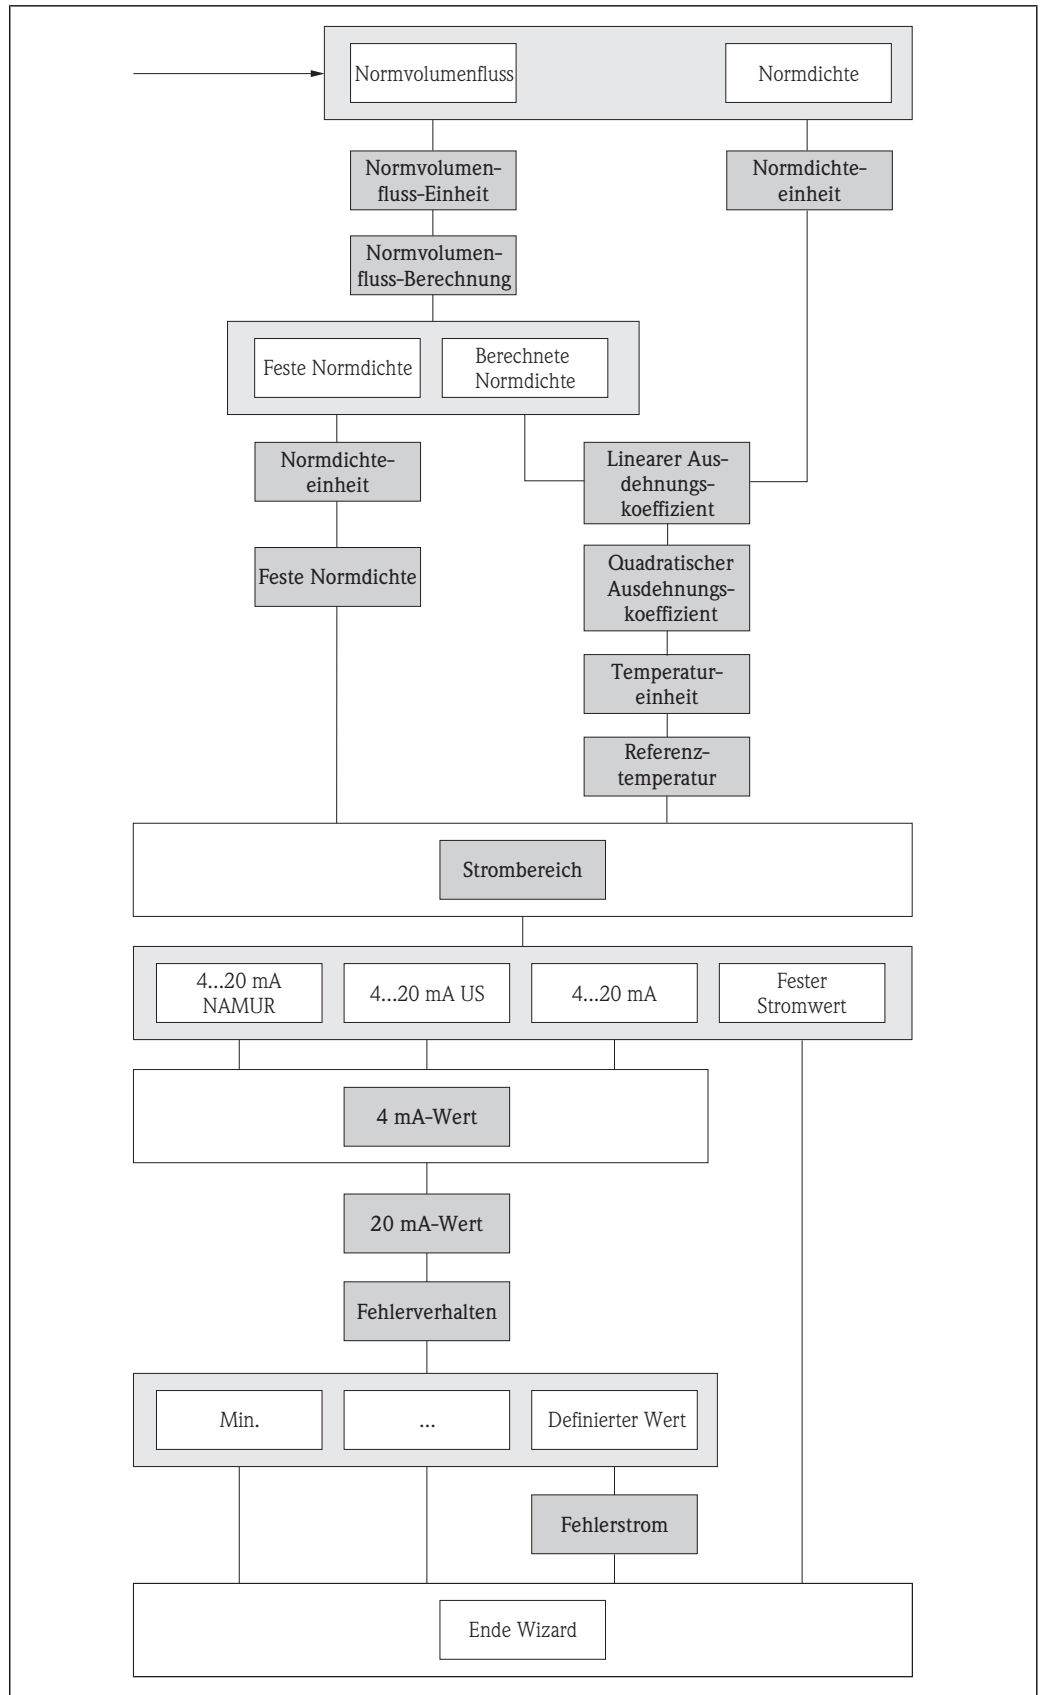 Normvolumenfluss
Normdichte
Normvolumen-
fluss-Einheit
Normdichte-
einheit
Normvolumen-
fluss-Berechnung
Feste Normdichte
Berechnete
Normdichte
Normdichte-
einheit
Linearer Aus-
dehnungs-
koeffizient
Feste Normdichte
Quadratischer
Ausdehnungs-
koeffizient
Temperatur-
einheit
Referenz-
temperatur
Strombereich
4...20 mA
NAMUR
4...20 mA US
4...20 mA
Fester
Stromwert
4 mA-Wert
20 mA-Wert
Fehlerverhalten
Min.
...
Definierter Wert
Fehlerstrom
Ende Wizard